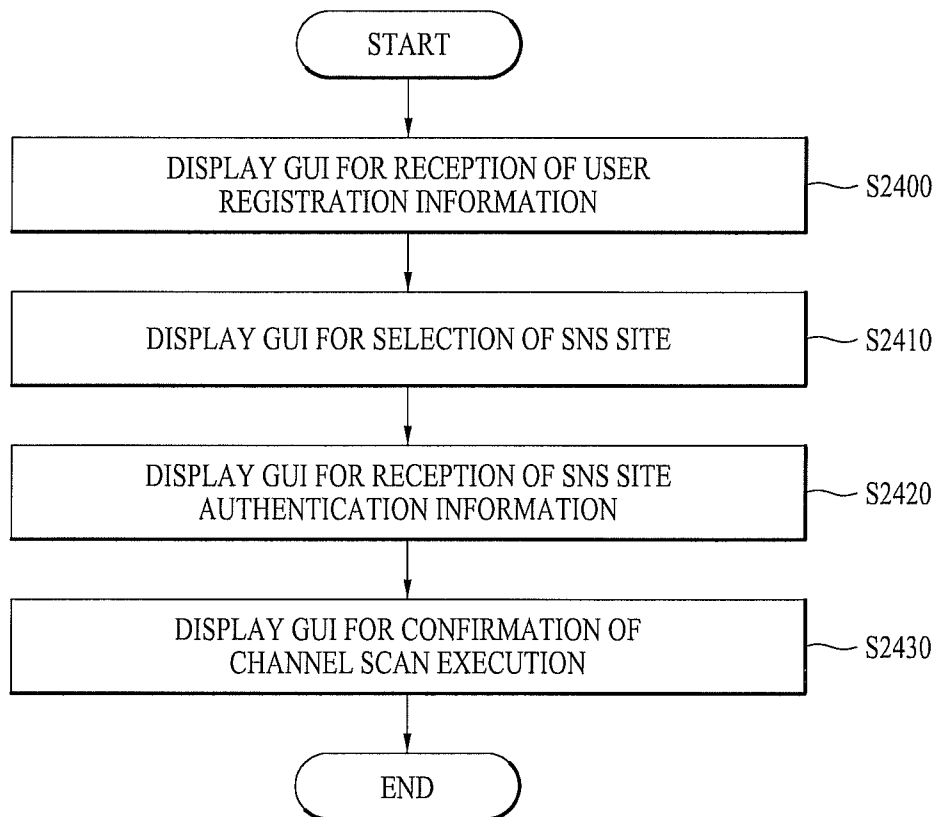 START
DISPLAY GUI FOR RECEPTION OF USER
REGISTRATION INFORMATION
S2400
DISPLAY GUI FOR SELECTION OF SNS SITE
S2410
DISPLAY GUI FOR RECEPTION OF SNS SITE
AUTHENTICATION INFORMATION
S2420
DISPLAY GUI FOR CONFIRMATION OF
CHANNEL SCAN EXECUTION
S2430
END